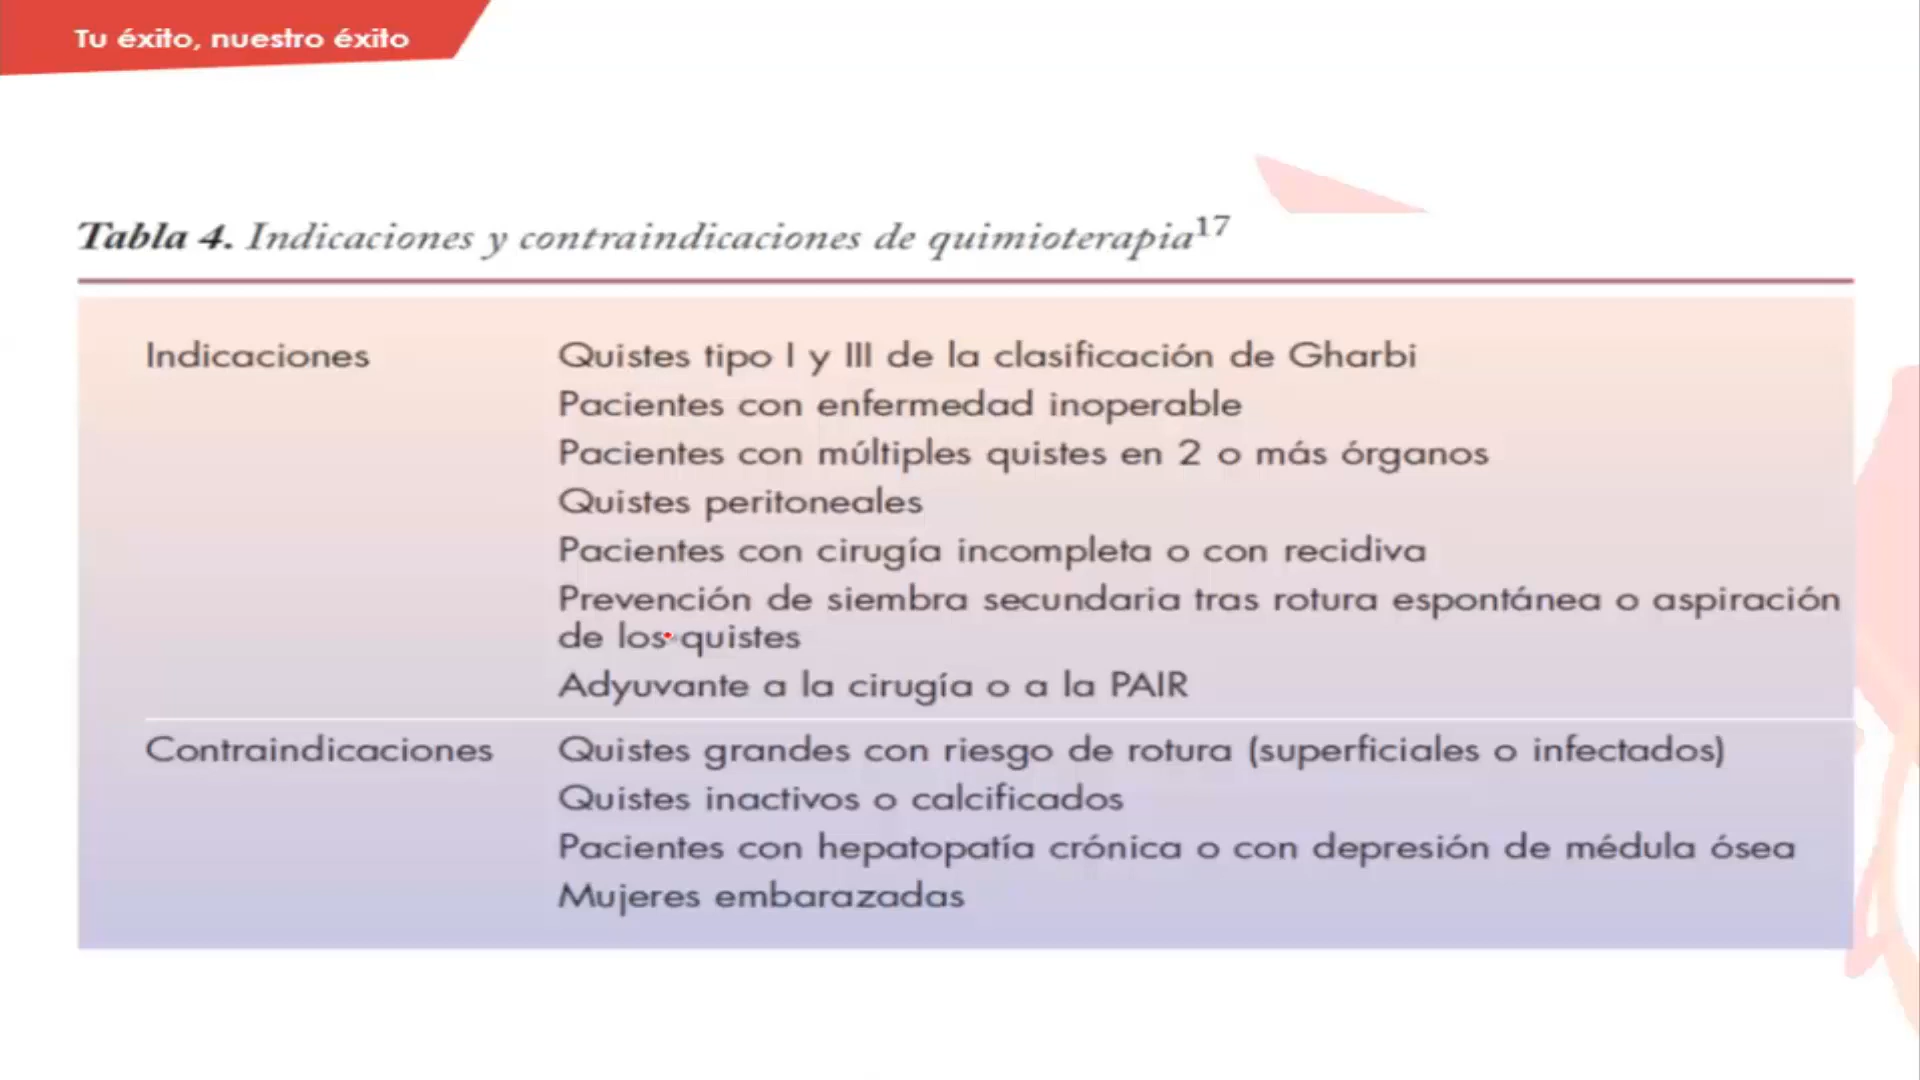 Tu éxito, nuestro éxito
Tabla 4. Indicaciones y contraindicaciones de quimioterapia17
Indicaciones Quistes tipo I y III de la clasificación de Gharbi
Pacientes con enfermedad inoperable
Pacientes con múltiples quistes en 2 o más órganos
Quistes peritoneales
Pacientes con cirugía incompleta o con recidiva
Prevención de siembra secundaria tras rotura espontánea o aspiración
de los quistes
Adyuvante a la cirugía o a la PAIR
Contraindicaciones Quistes grandes con riesgo de rotura (superficiales o infectados)
Quistes inactivos o calcificados
Pacientes con hepatopatía crónica o con depresión de médula ósea
Mujeres embarazadas